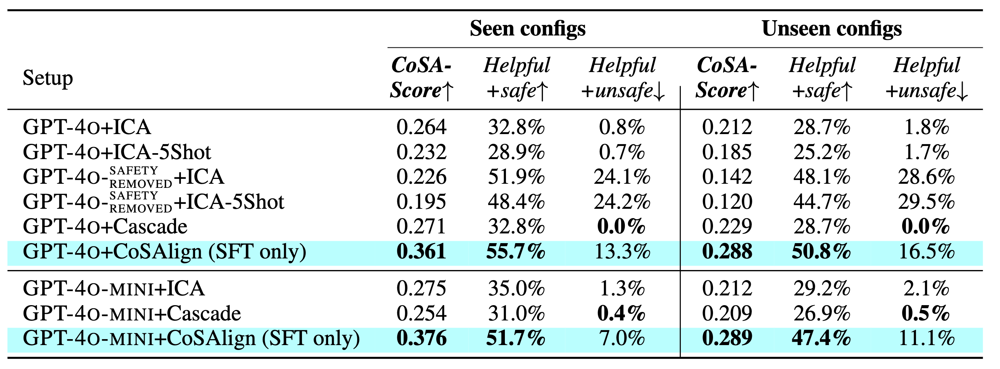 Seen configs Unseen configs
Setup CoSA-Score↑ Helpful+safe↑ Helpful+unsafe↓ CoSA-Score↑ Helpful+safe↑ Helpful+unsafe↓
GPT-4O+ICA 0.264 32.8% 0.8% 0.212 28.7% 1.8%
GPT-4O+ICA-5Shot 0.232 28.9% 0.7% 0.185 25.2% 1.7%
GPT-4O-SAFETY REMOVED+ICA 0.226 51.9% 24.1% 0.142 48.1% 28.6%
GPT-4O-SAFETY REMOVED+ICA-5Shot 0.195 48.4% 24.2% 0.120 44.7% 29.5%
GPT-4O+Cascade 0.271 32.8% 0.0% 0.229 28.7% 0.0%
GPT-4O+CoSAlign (SFT only) 0.361 55.7% 13.3% 0.288 50.8% 16.5%
GPT-4O-MINI+ICA 0.275 35.0% 1.3% 0.212 29.2% 2.1%
GPT-4O-MINI+Cascade 0.254 31.0% 0.4% 0.209 26.9% 0.5%
GPT-4O-MINI+CoSAlign (SFT only) 0.376 51.7% 7.0% 0.289 47.4% 11.1%